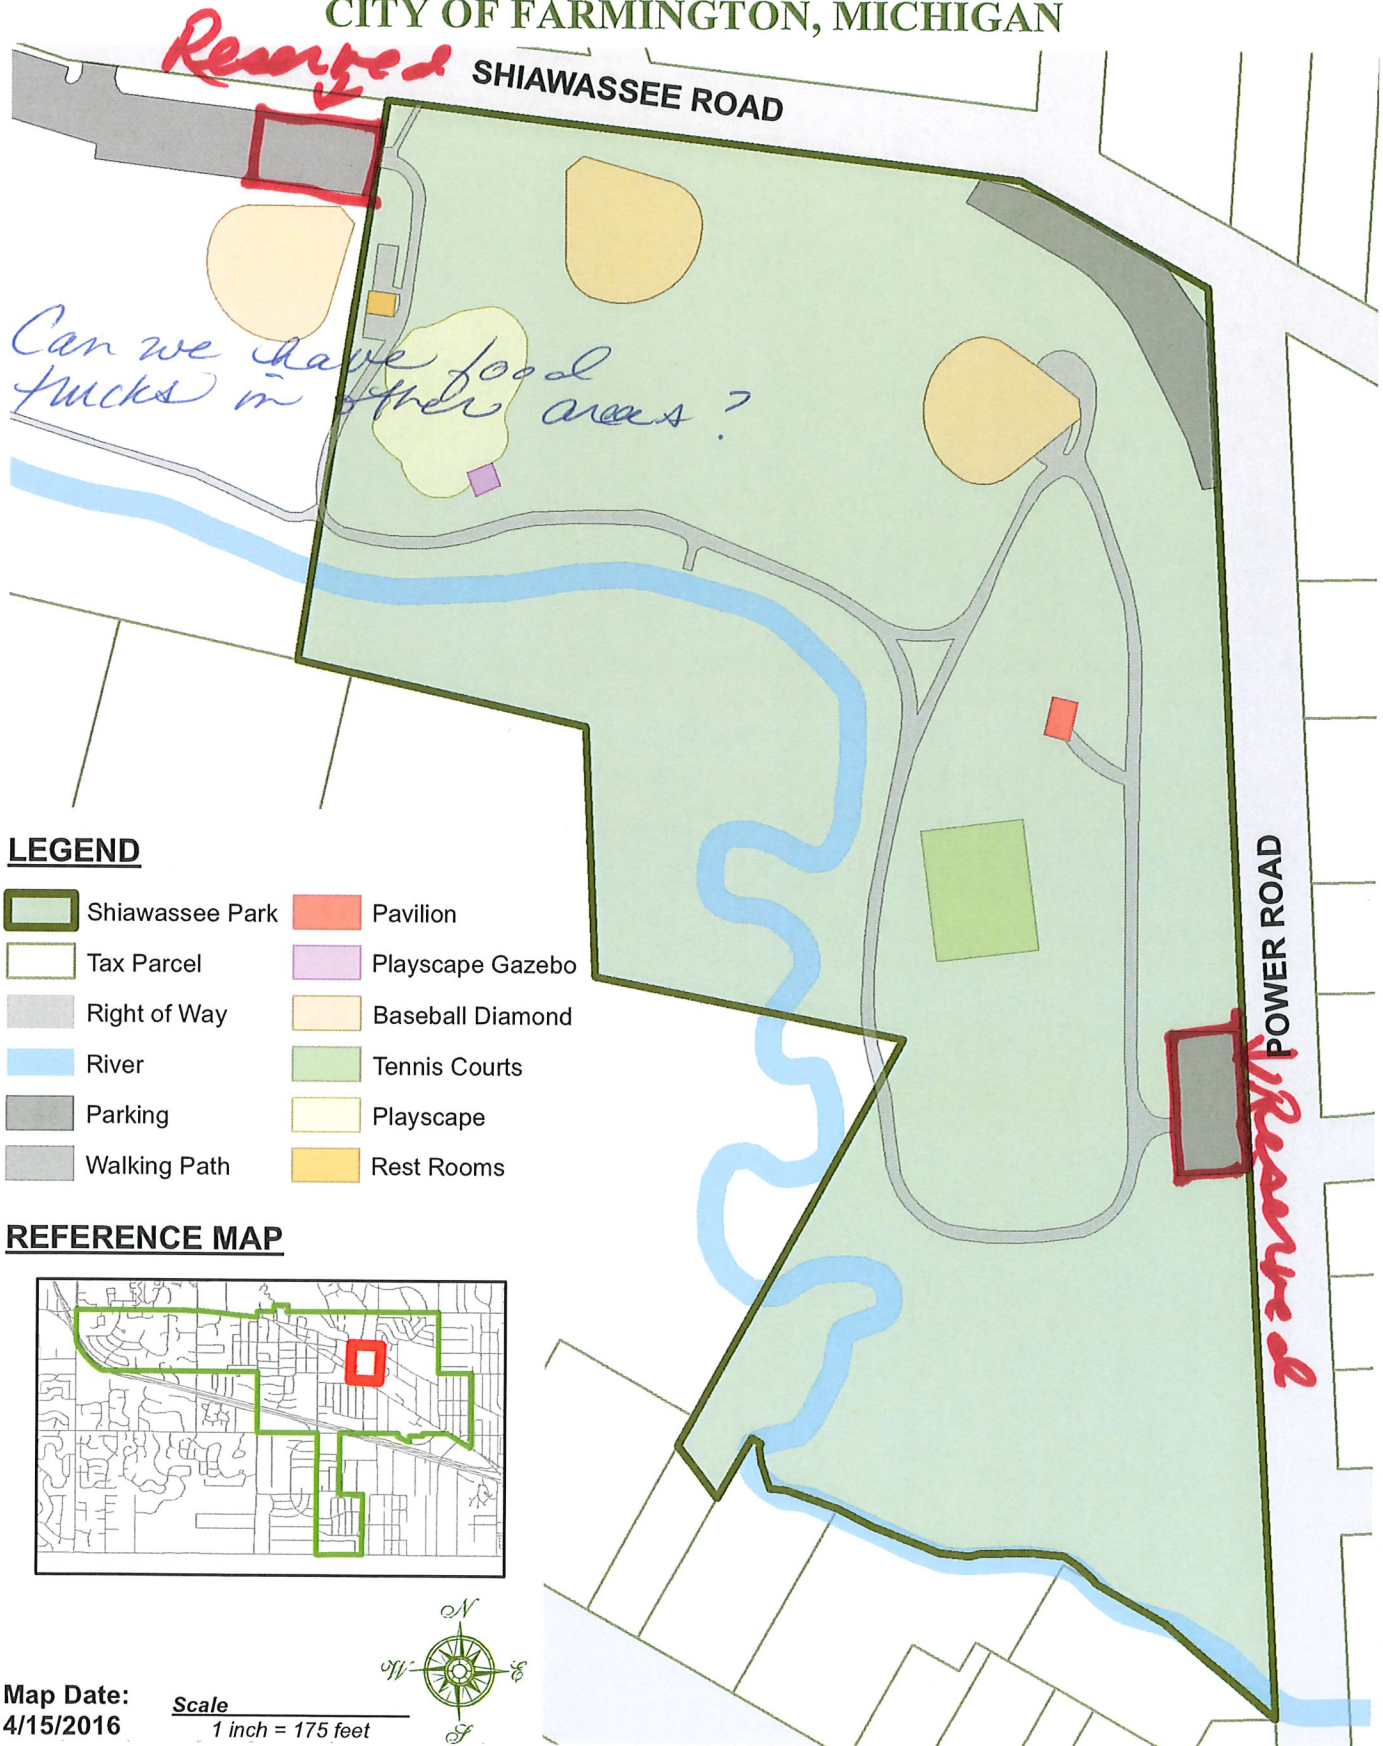 CITY OF FARMINGTON, MICHIGAN
Reserved
SHIAWASSEE ROAD
Can we have food
trucks in other areas?
POWER ROAD
Reserved
LEGEND
Shiawassee Park
Pavilion
Tax Parcel
Playscape Gazebo
Right of Way
Baseball Diamond
River
Tennis Courts
Parking
Playscape
Walking Path
Rest Rooms
REFERENCE MAP
N
W
E
S
Map Date:
4/15/2016
Scale
1 inch = 175 feet